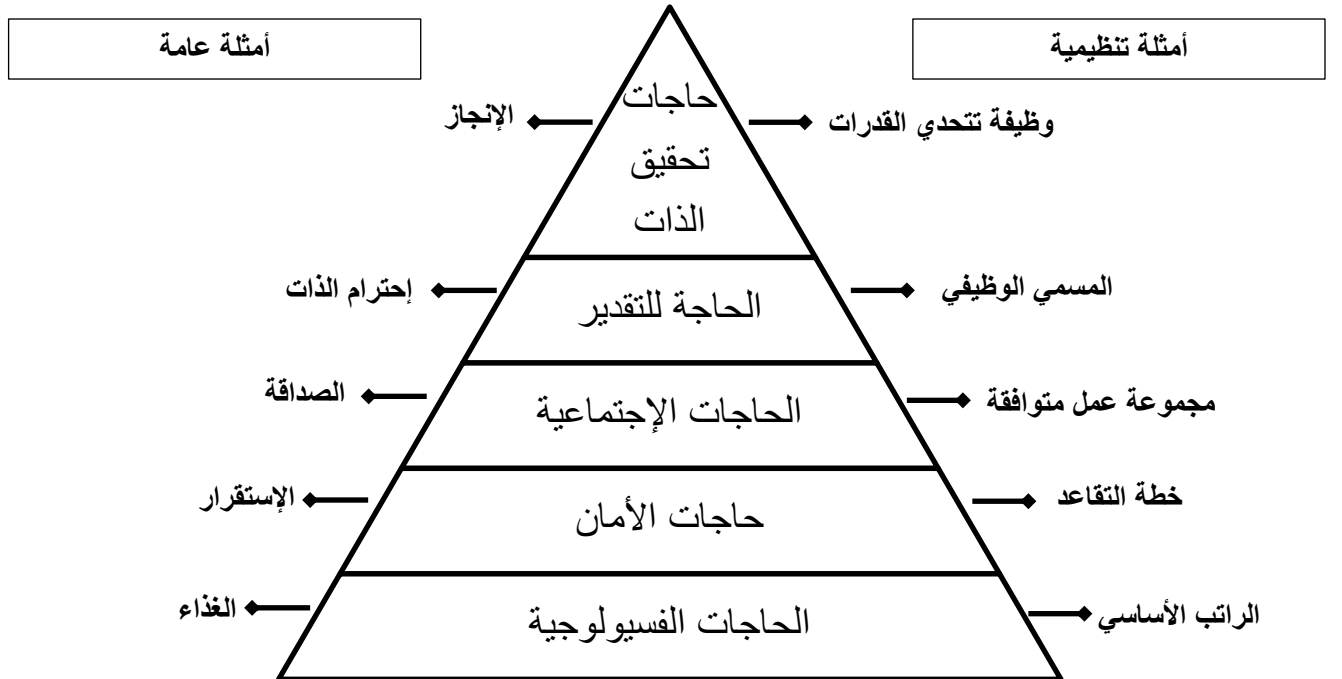 أمثلة تنظيمية
أمثلة عامة
حاجات
تحقيق
الذات
وظيفة تتحدي القدرات
الإنجاز
الحاجة للتقدير
المسمي الوظيفي
إحترام الذات
الحاجات الإجتماعية
مجموعة عمل متوافقة
الصداقة
حاجات الأمان
خطة التقاعد
الإستقرار
الحاجات الفسيولوجية
الراتب الأساسي
الغذاء